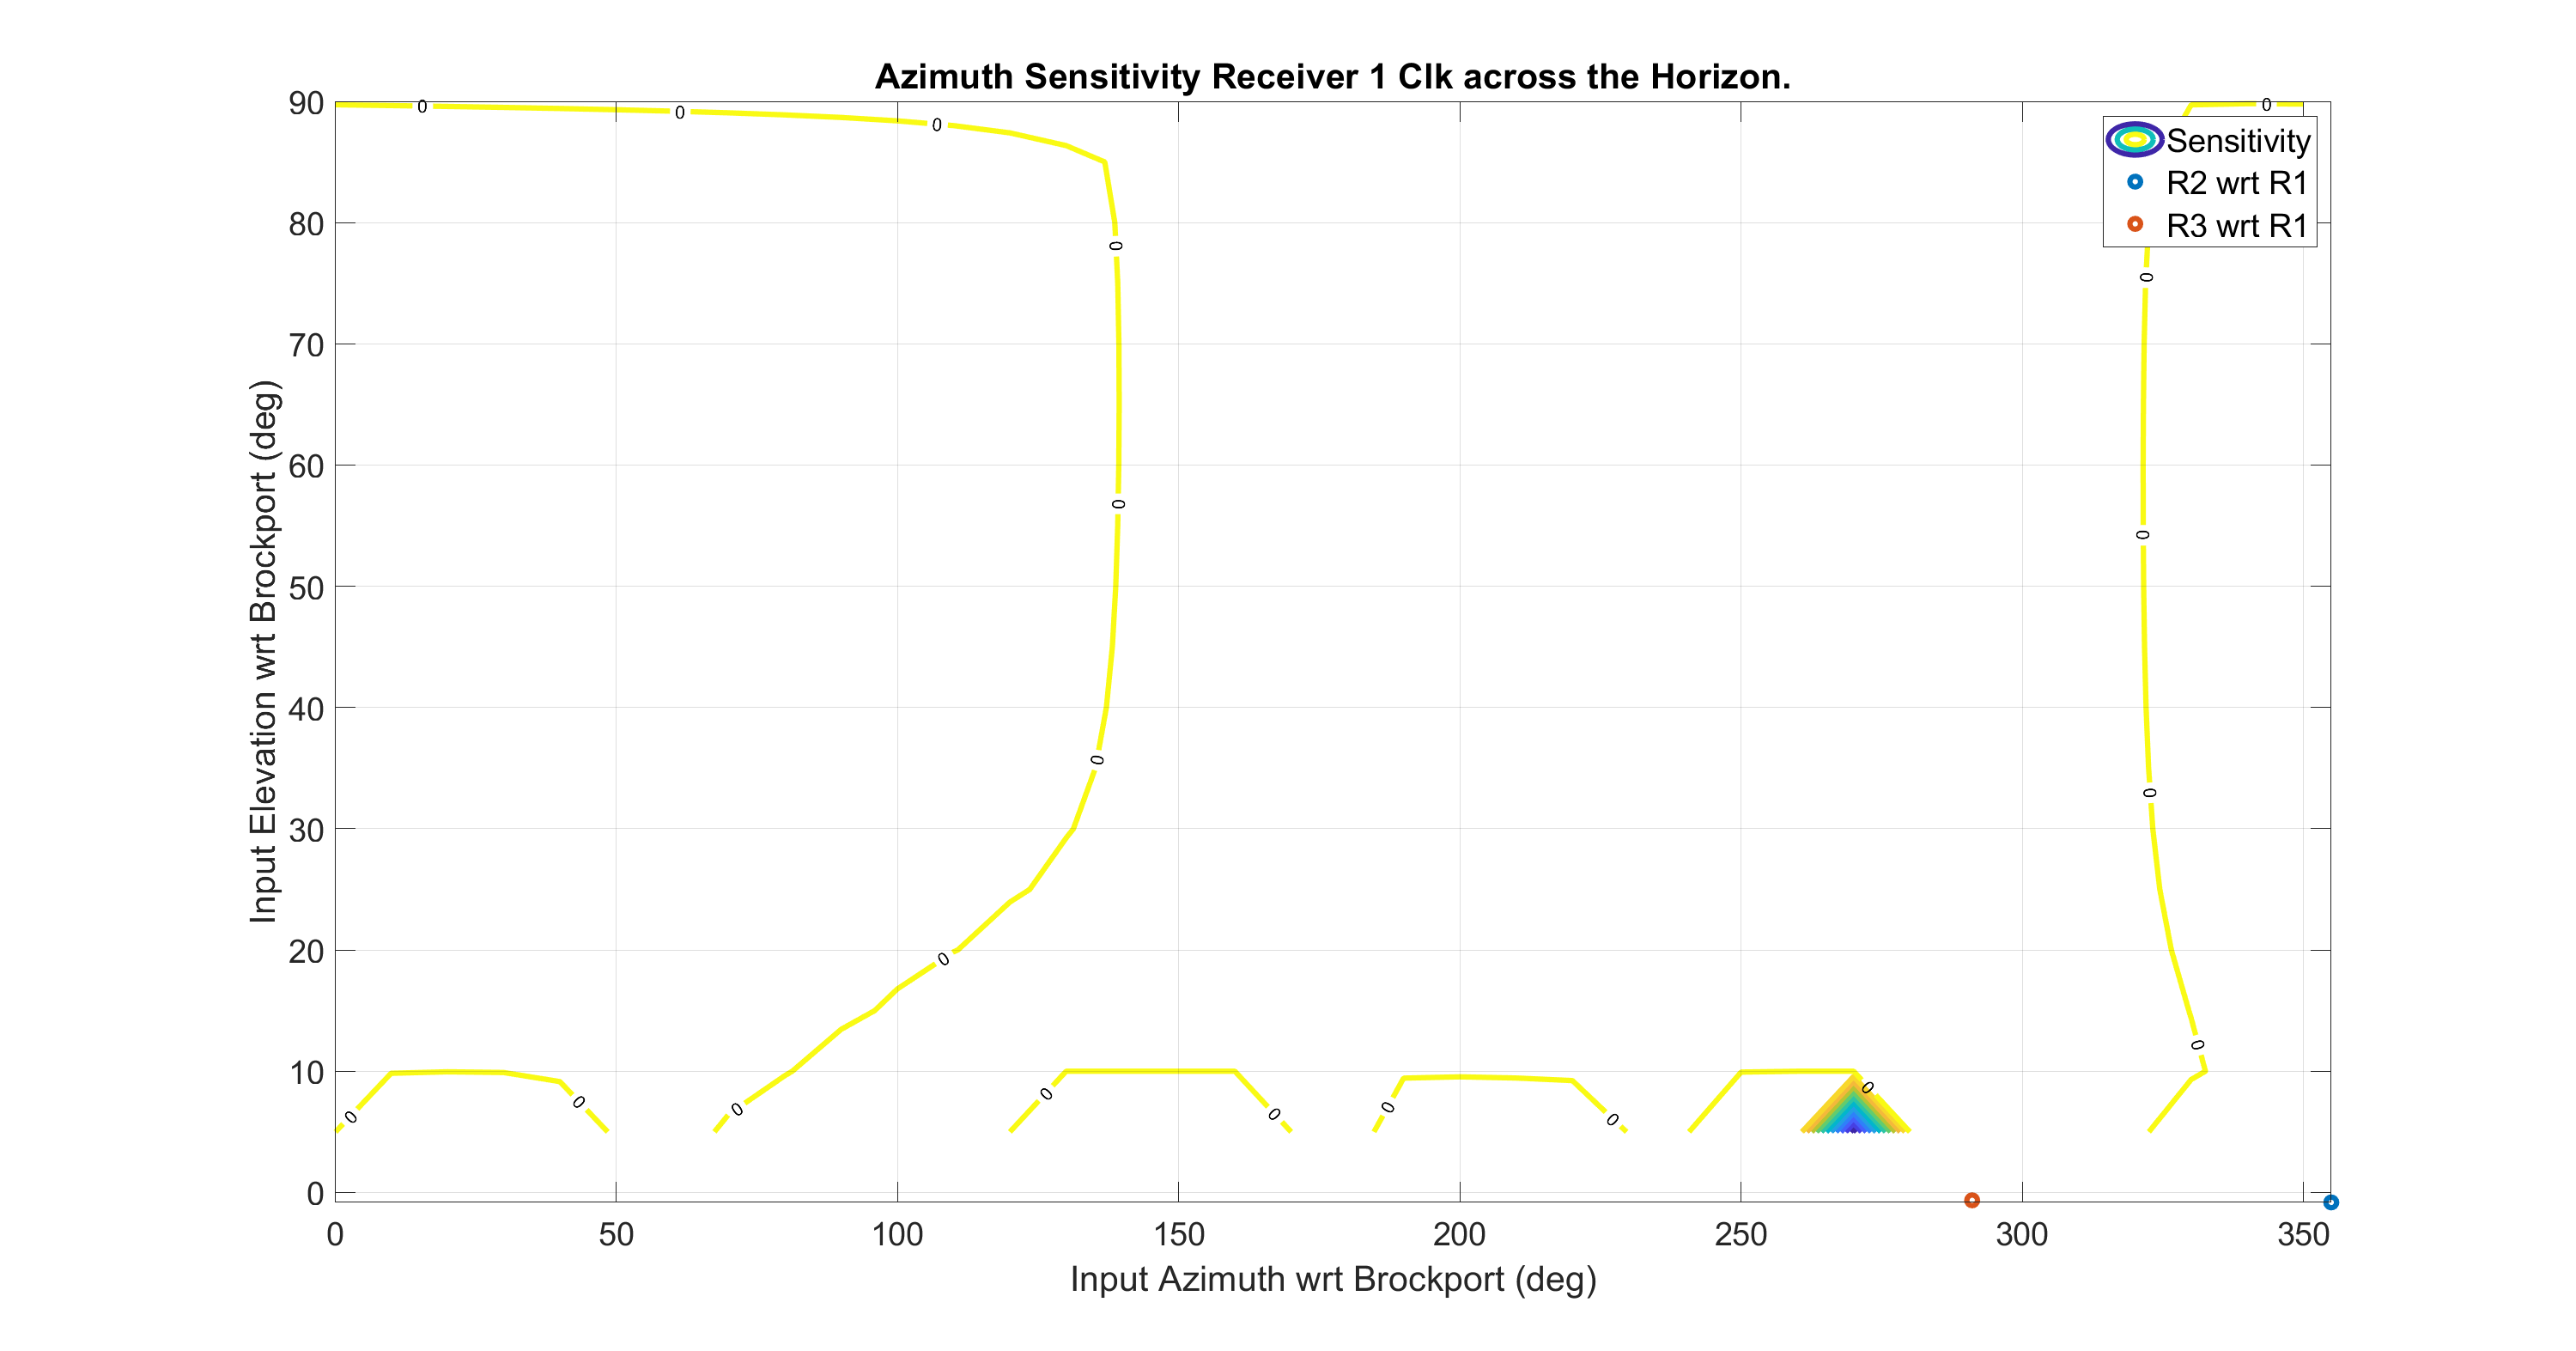 Azimuth Sensitivity Receiver 1 Clk across the Horizon.
Sensitivity
R2 wrt R1
R3 wrt R1
Input Elevation wrt Brockport (deg)
90
80
70
60
50
40
30
20
10
0
0 0 0 0
0 0
0 0
0 0
0 0
0 0 0 0 0 0 0 0
0 50 100 150 200 250 300 350
Input Azimuth wrt Brockport (deg)